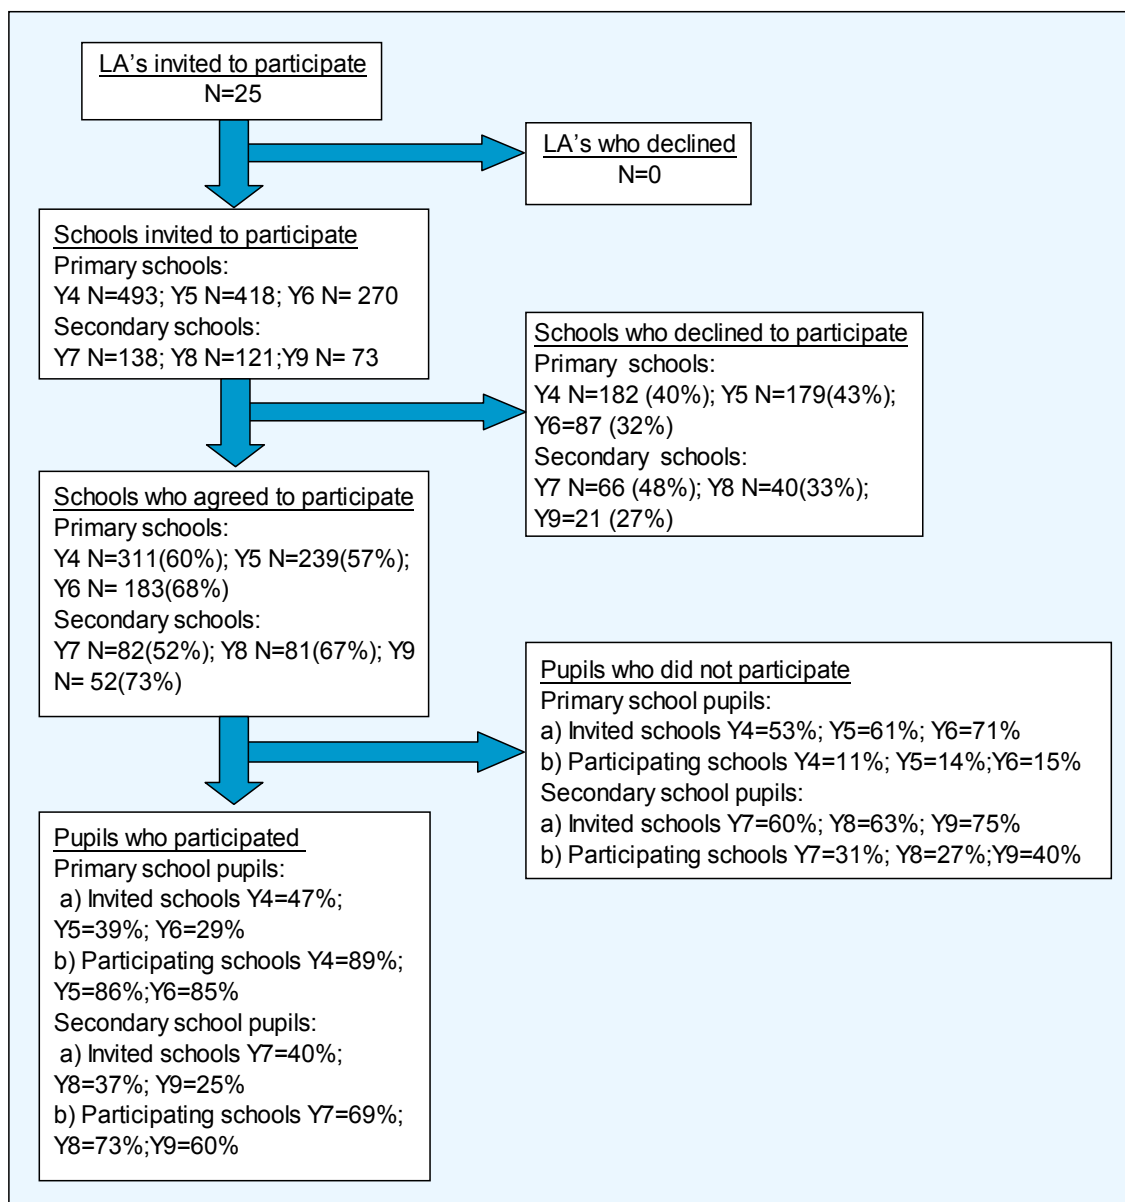 LA's invited to participate
N=25
LA's who declined
N=0
Schools invited to participate
Primary schools:
Y4 N=493; Y5 N=418; Y6 N= 270
Secondary schools:
Y7 N=138; Y8 N=121;Y9 N= 73
Schools who declined to participate
Primary schools:
Y4 N=182 (40%); Y5 N=179(43%);
Y6=87 (32%)
Secondary schools:
Y7 N=66 (48%); Y8 N=40(33%);
Y9=21 (27%)
Schools who agreed to participate
Primary schools:
Y4 N=311(60%); Y5 N=239(57%);
Y6 N= 183(68%)
Secondary schools:
Y7 N=82(52%); Y8 N=81(67%); Y9
N= 52(73%)
Pupils who did not participate
Primary school pupils:
a) Invited schools Y4=53%; Y5=61%; Y6=71%
b) Participating schools Y4=11%; Y5=14%;Y6=15%
Secondary school pupils:
a) Invited schools Y7=60%; Y8=63%; Y9=75%
b) Participating schools Y7=31%; Y8=27%;Y9=40%
Pupils who participated
Primary school pupils:
a) Invited schools Y4=47%;
Y5=39%; Y6=29%
b) Participating schools Y4=89%;
Y5=86%;Y6=85%
Secondary school pupils:
a) Invited schools Y7=40%;
Y8=37%; Y9=25%
b) Participating schools Y7=69%;
Y8=73%;Y9=60%